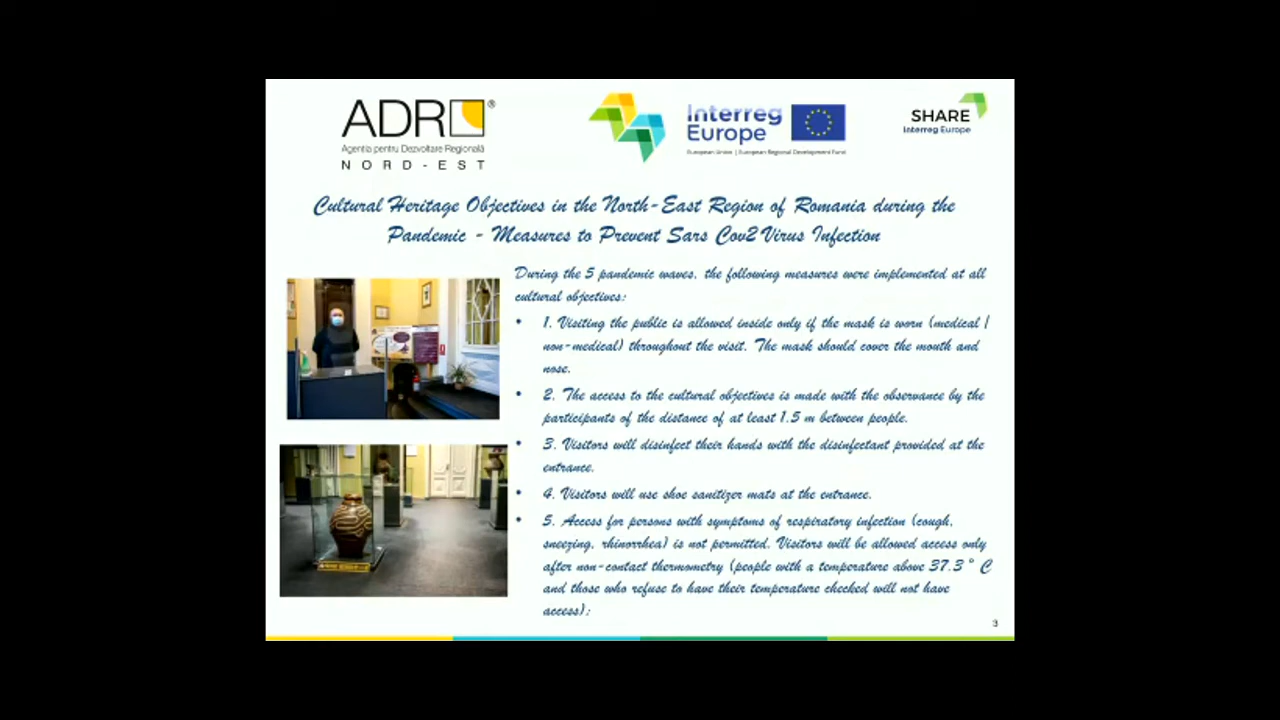 ADR®
Agenția pentru Dezvoltare Regională
NORD-EST
Interreg
Europe
European Union | European Regional Development Fund
SHARE
Interreg Europe
Cultural Heritage Objectives in the North-East Region of Romania during the
Pandemic - Measures to Prevent Sars Cov2 Virus Infection
During the 5 pandemic waves, the following measures were implemented at all
cultural objectives:
• 1. Visiting the public is allowed inside only if the mask is worn (medical /
non-medical) throughout the visit. The mask should cover the mouth and
nose.
• 2. The access to the cultural objectives is made with the observance by the
participants of the distance of at least 1.5 m between people.
• 3. Visitors will disinfect their hands with the disinfectant provided at the
entrance.
• 4. Visitors will use shoe sanitizer mats at the entrance.
• 5. Access for persons with symptoms of respiratory infection (cough,
sneezing, rhinorrhea) is not permitted. Visitors will be allowed access only
after non-contact thermometry (people with a temperature above 37.3 ° C
and those who refuse to have their temperature checked will not have
access);
3